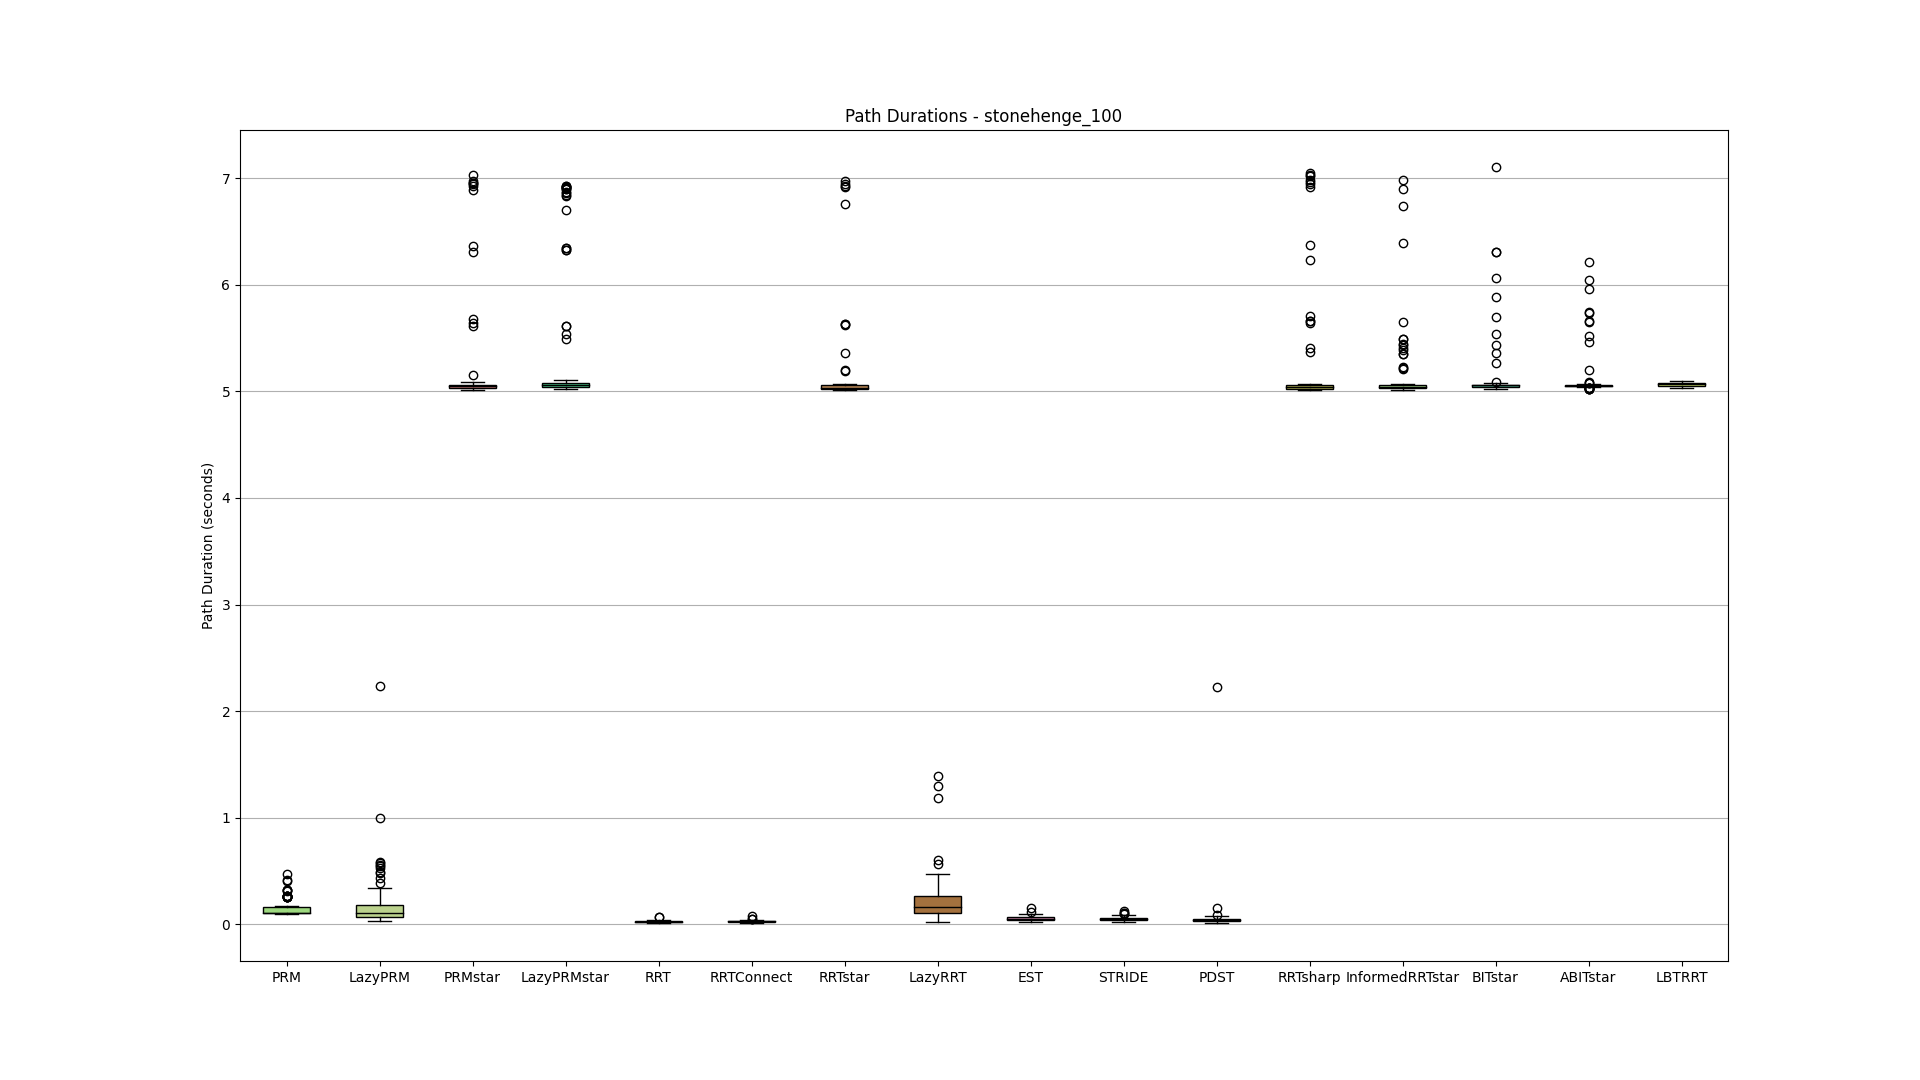 Path Durations - stonehenge_100
Path Duration (seconds)
7
6
5
4
3
2
1
0
PRM LazyPRM PRMstar LazyPRMstar RRT RRTConnect RRTstar LazyRRT EST STRIDE PDST RRTsharp InformedRRTstar BITstar ABITstar LBTRRT